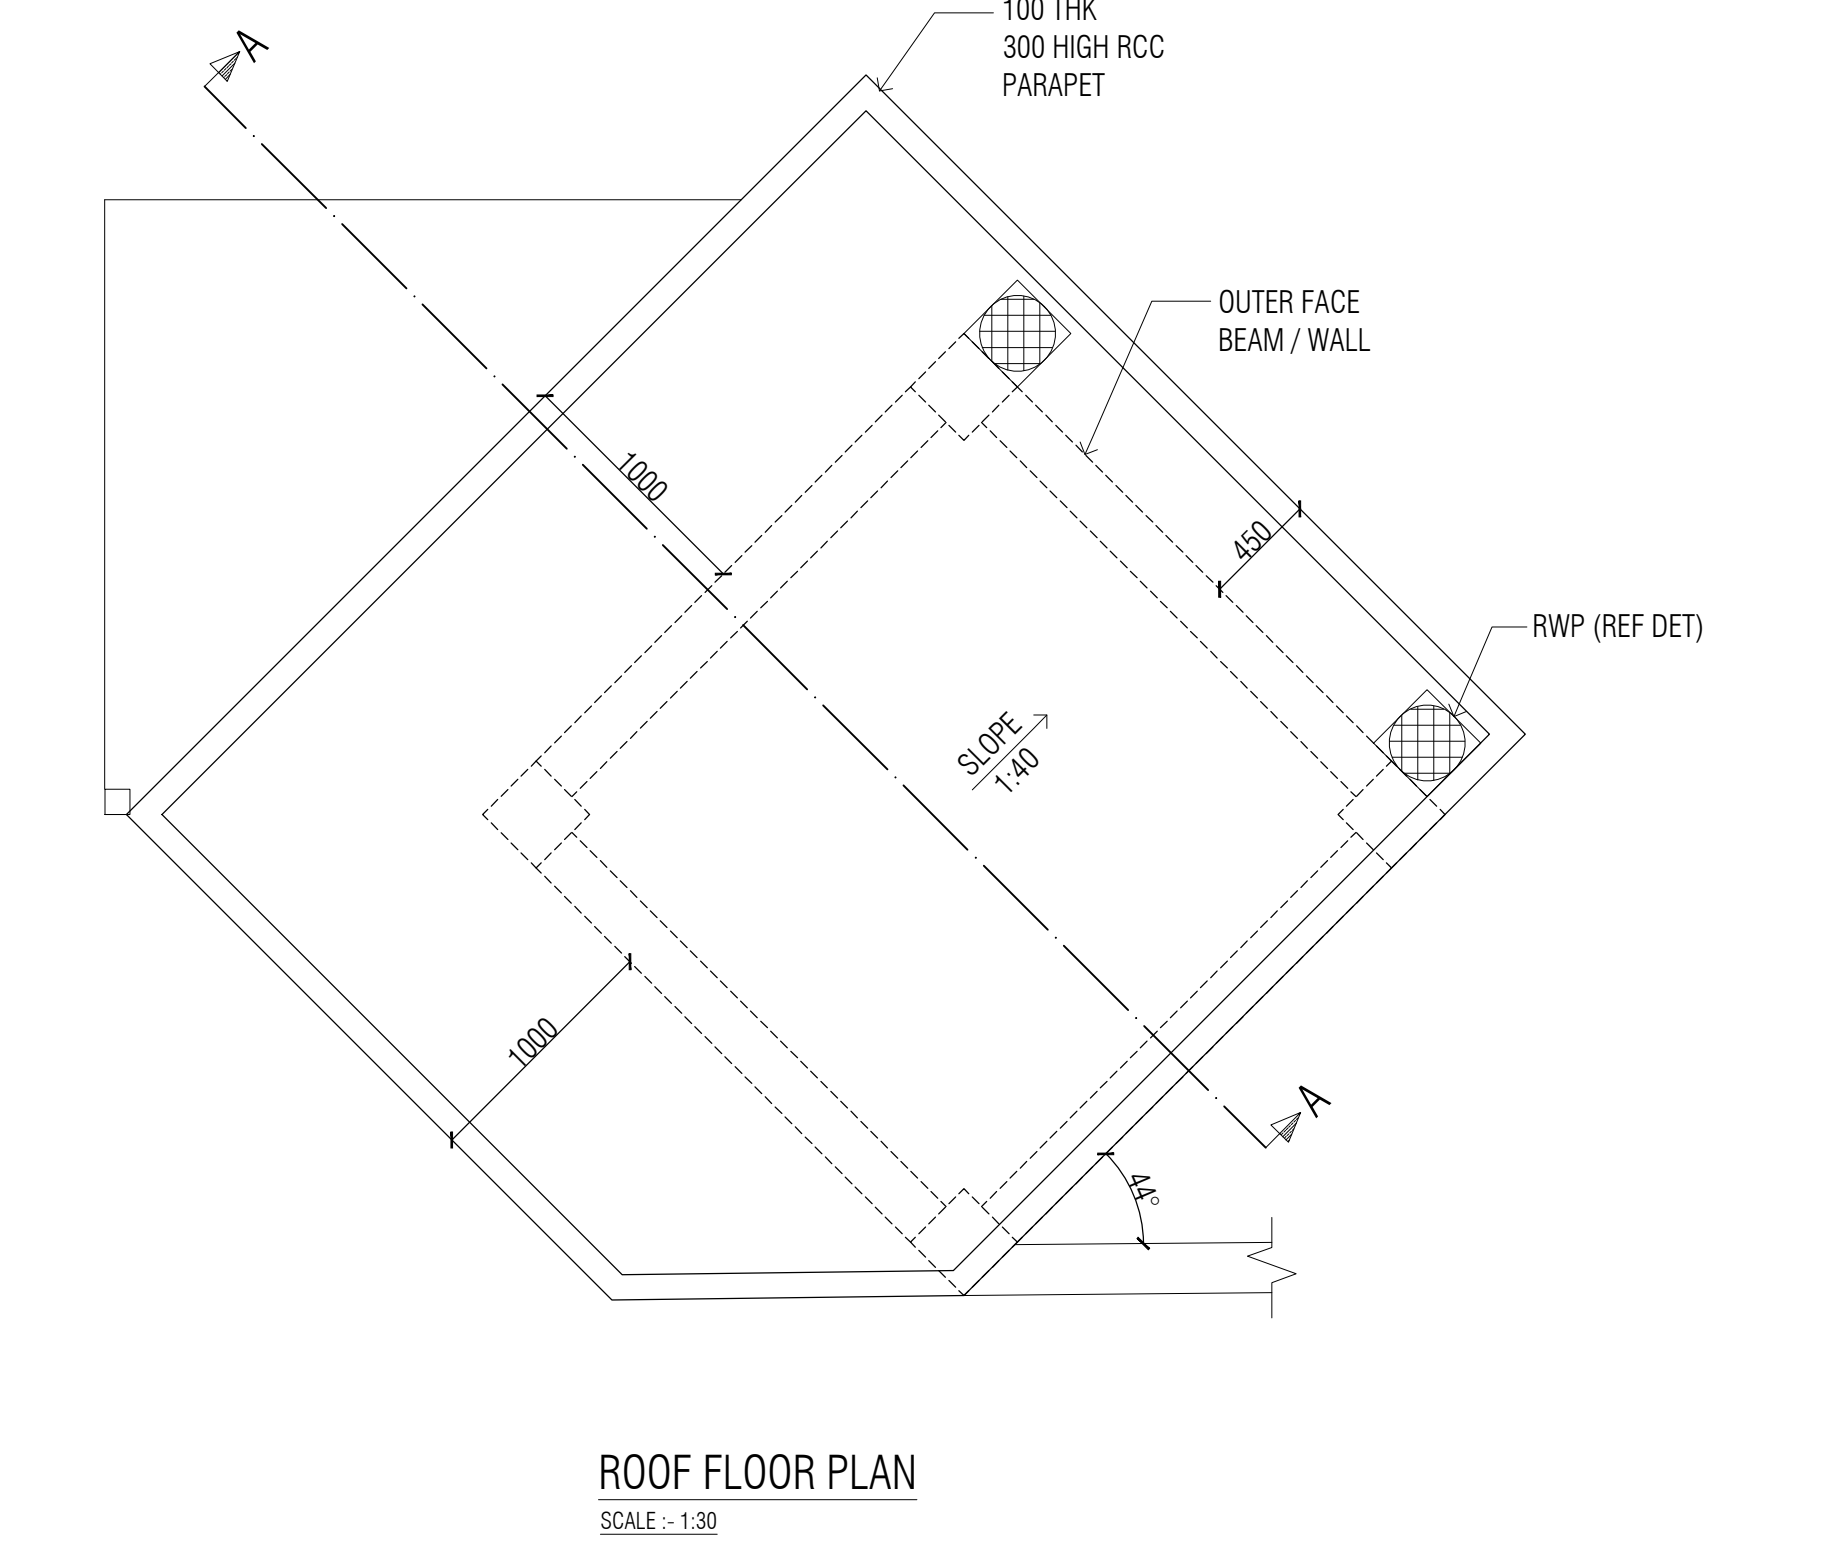 A
100 THK
300 HIGH RCC
PARAPET
OUTER FACE
BEAM / WALL
1000
450
RWP (REF DET)
SLOPE
1:40
1000
A
44°
ROOF FLOOR PLAN
SCALE :- 1:30